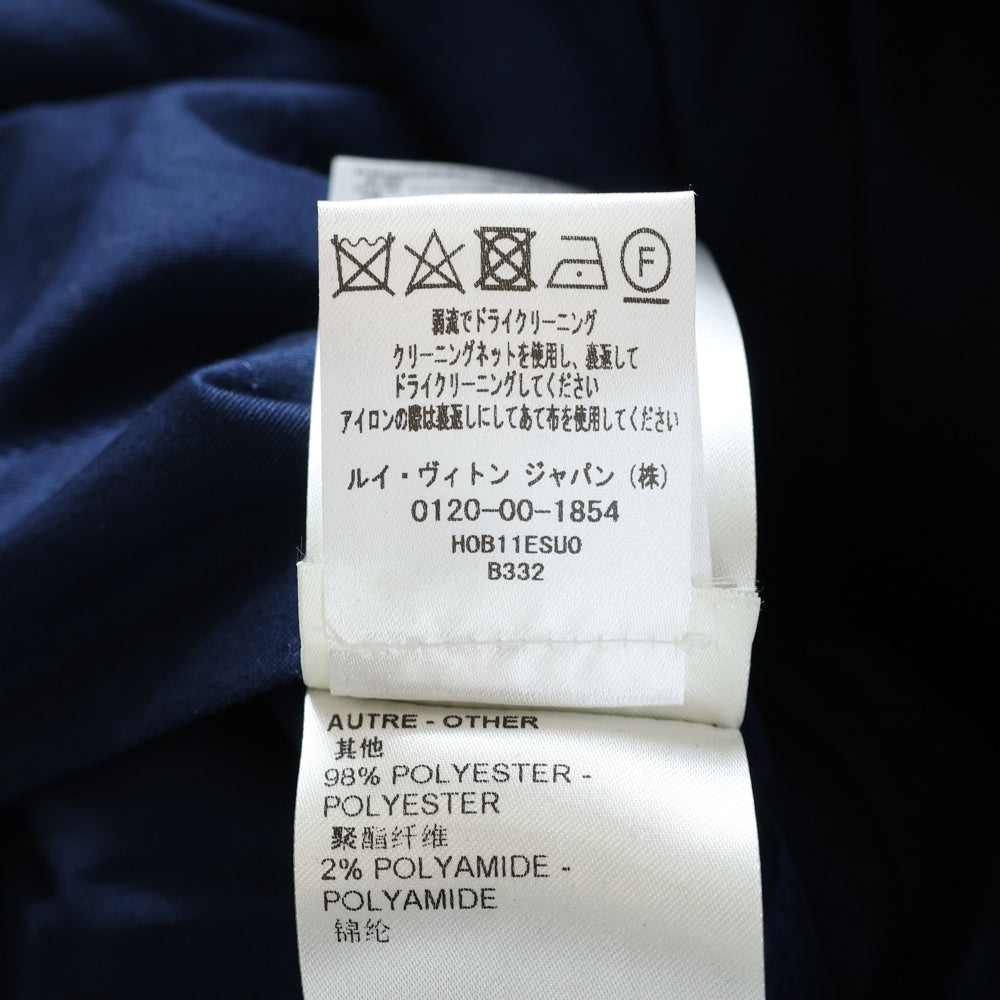 F
弱流でドライクリーニング
クリーニングネットを使用し、裏返して
ドライクリーニングしてください
アイロンの際は裏返しにしてあて布を使用してください
ルイ・ヴィトン ジャパン (株)
0120-00-1854
H0B11ESU0
B332
AUTRE - OTHER
其他
98% POLYESTER -
POLYESTER
聚酯纤维
2% POLYAMIDE -
POLYAMIDE
锦纶